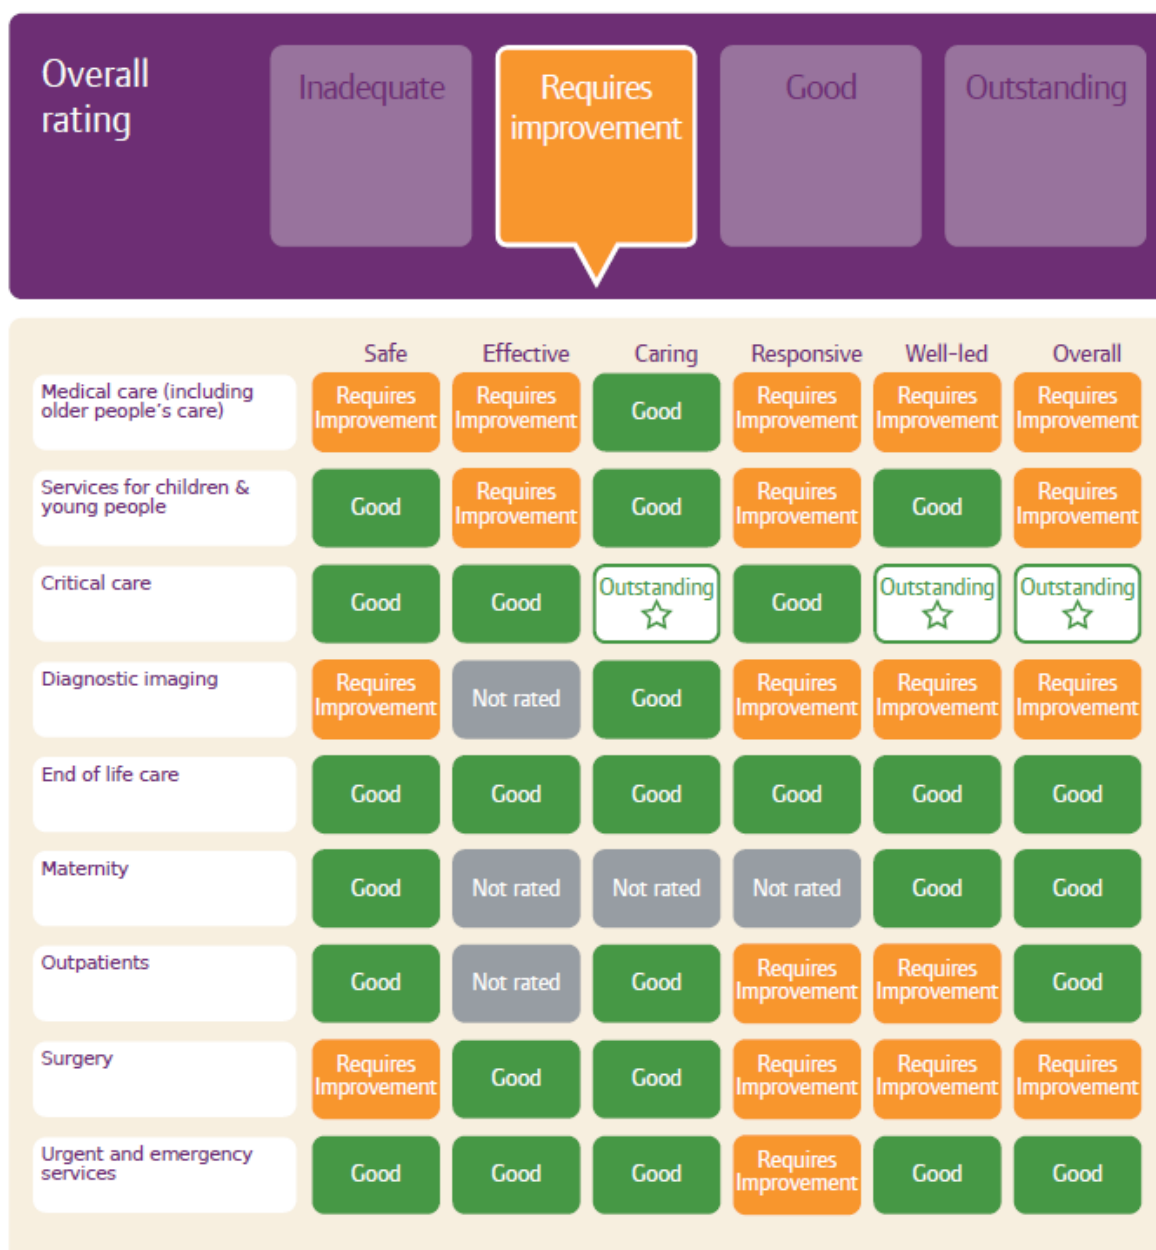 Overall
rating
Inadequate
Requires
improvement
Good
Outstanding
Safe Effective Caring Responsive Well-led Overall
Medical care (including
older people's care)
Requires
Improvement
Requires
Improvement
Good
Requires
Improvement
Requires
Improvement
Requires
Improvement
Services for children &
young people
Good
Requires
Improvement
Good
Requires
Improvement
Good
Requires
Improvement
Critical care
Good
Good
Outstanding
Good
Outstanding
Outstanding
Diagnostic imaging
Requires
Improvement
Not rated
Good
Requires
Improvement
Requires
Improvement
Requires
Improvement
End of life care
Good
Good
Good
Good
Good
Good
Maternity
Good
Not rated
Not rated
Not rated
Good
Good
Outpatients
Good
Not rated
Good
Requires
Improvement
Requires
Improvement
Good
Surgery
Requires
Improvement
Good
Good
Requires
Improvement
Requires
Improvement
Requires
Improvement
Urgent and emergency
services
Good
Good
Good
Requires
Improvement
Good
Good